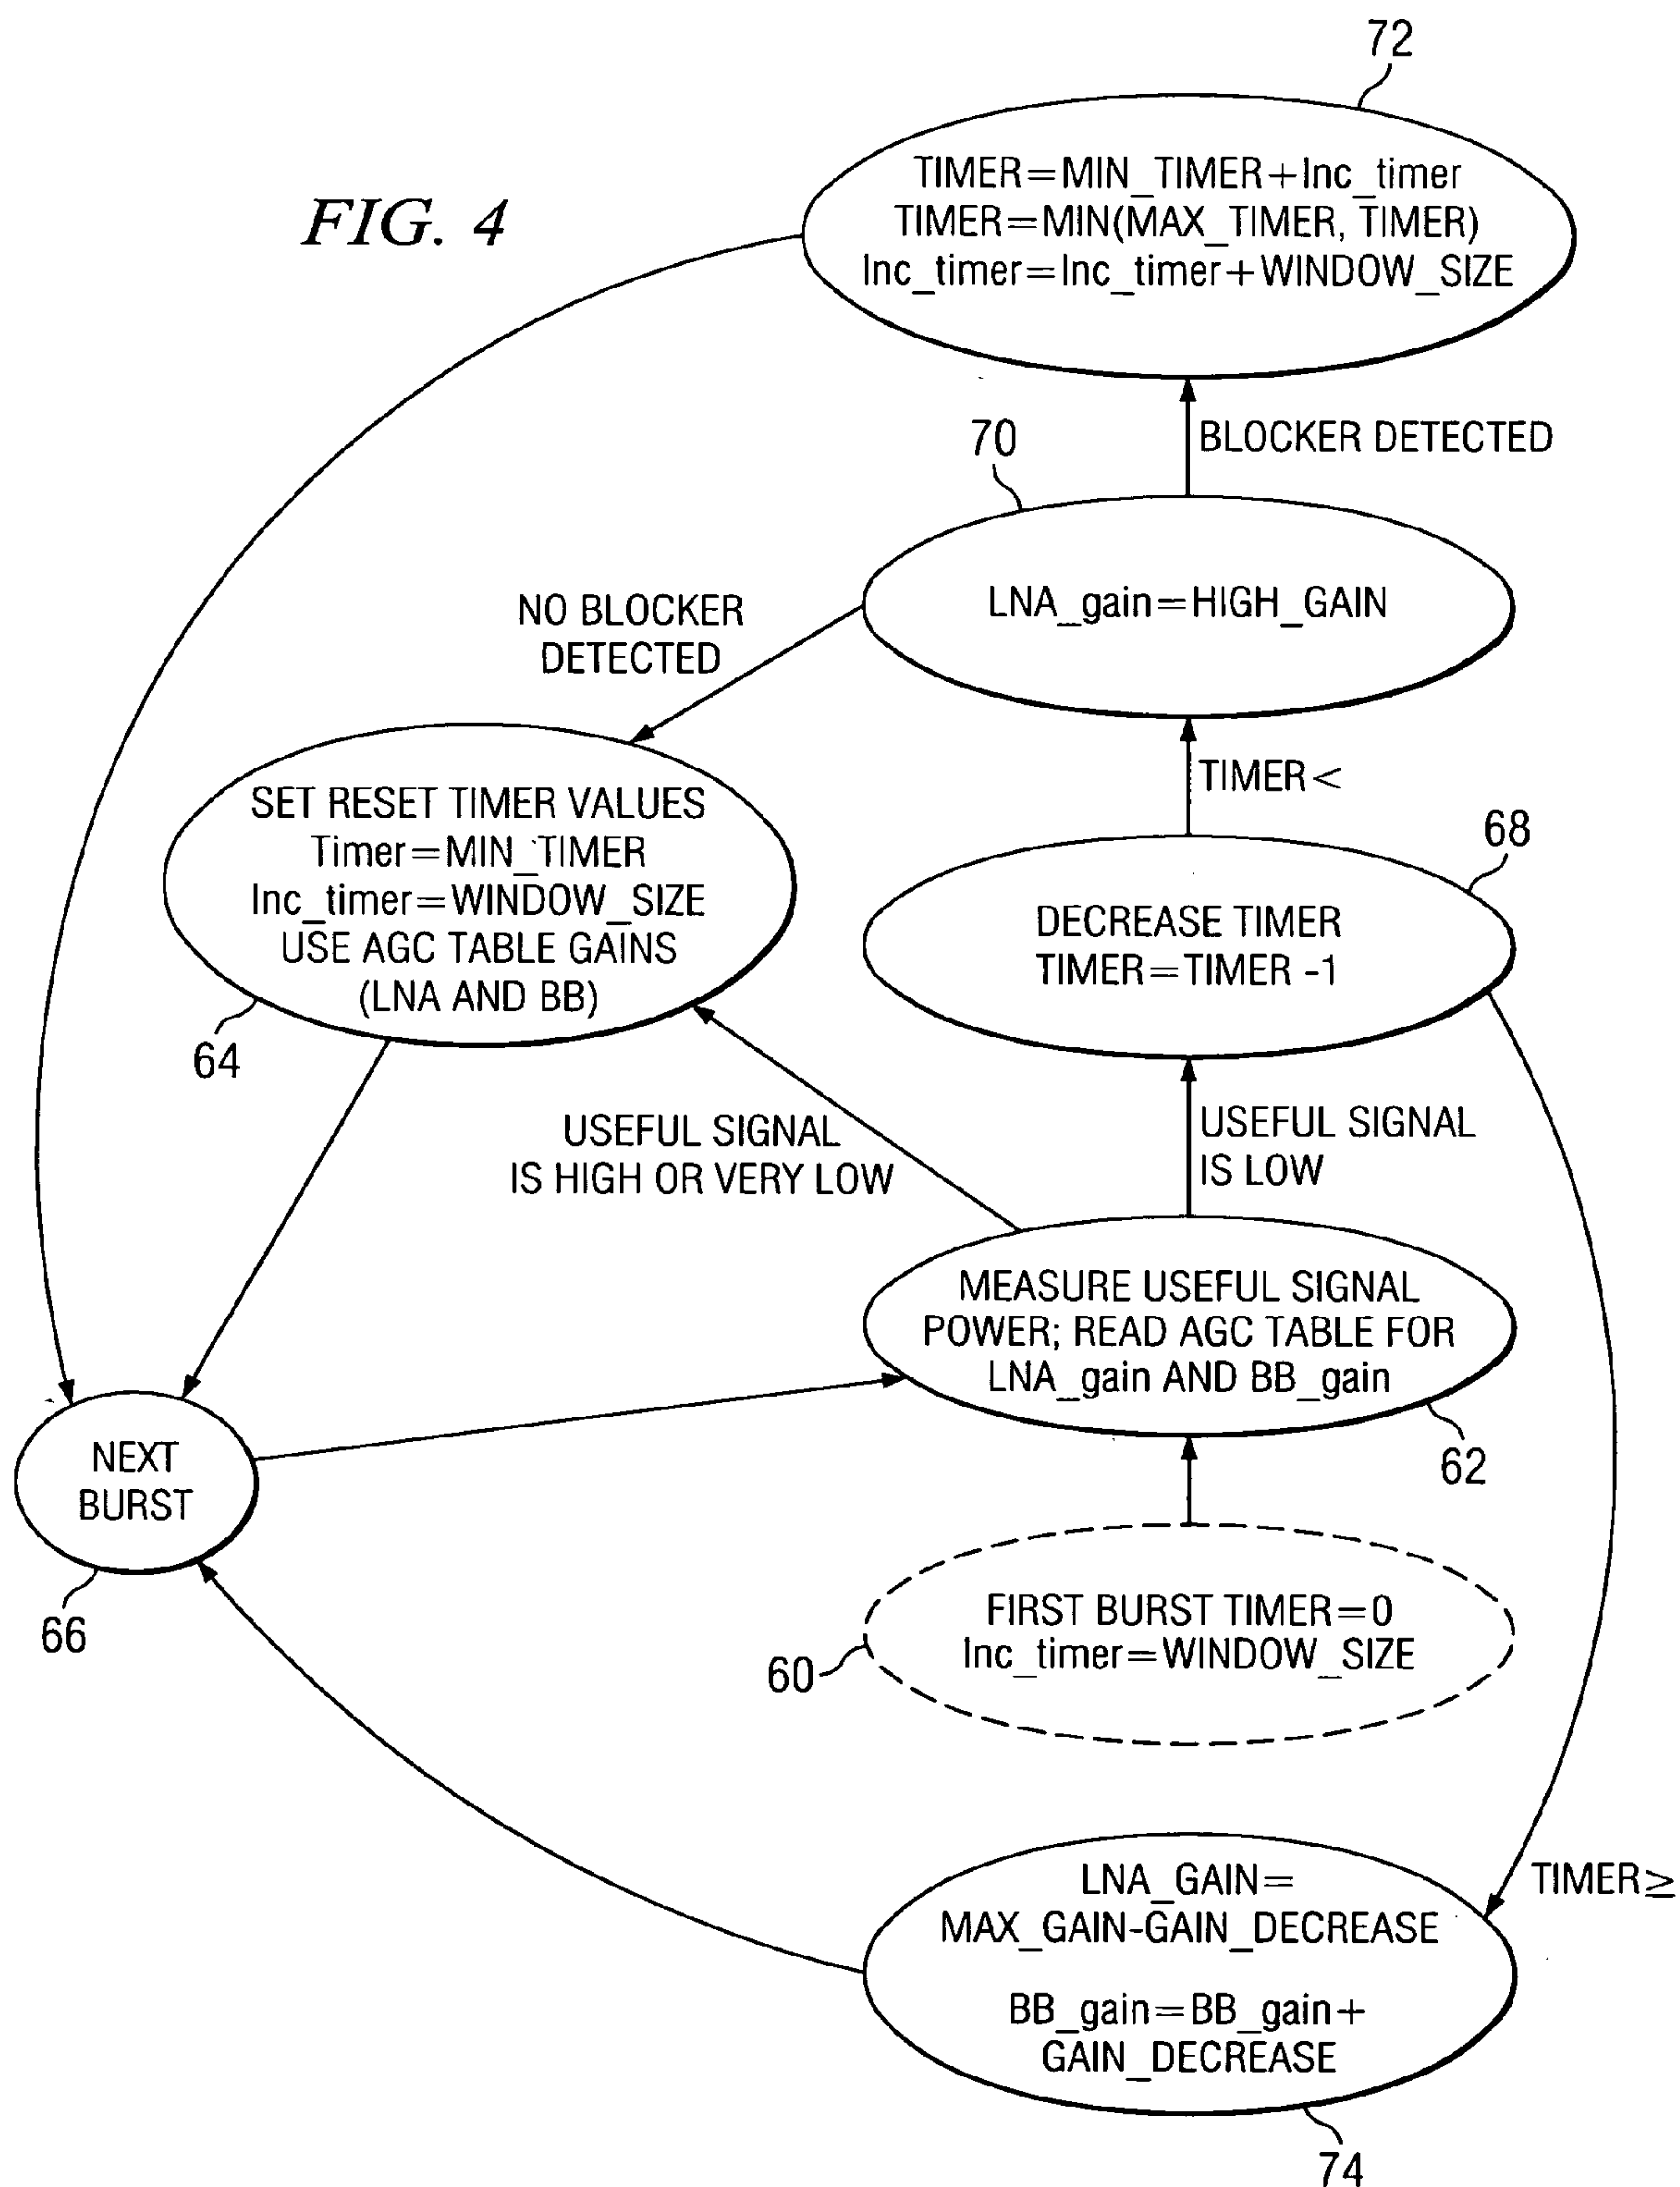 72
FIG. 4
TIMER=MIN_TIMER+Inc_timer
TIMER=MIN(MAX_TIMER, TIMER)
Inc_timer=Inc_timer+WINDOW_SIZE
BLOCKER DETECTED
70
LNA_gain=HIGH_GAIN
NO BLOCKER
DETECTED
TIMER<
68
SET RESET TIMER VALUES
Timer=MIN_TIMER
Inc_timer=WINDOW_SIZE
USE AGC TABLE GAINS
(LNA AND BB)
64
DECREASE TIMER
TIMER=TIMER -1
USEFUL SIGNAL
IS HIGH OR VERY LOW
USEFUL SIGNAL
IS LOW
MEASURE USEFUL SIGNAL
POWER; READ AGC TABLE FOR
LNA_gain AND BB_gain
62
NEXT
BURST
66
FIRST BURST TIMER=0
Inc_timer=WINDOW_SIZE
60
TIMER≥
LNA_GAIN=
MAX_GAIN-GAIN_DECREASE
BB_gain=BB_gain+
GAIN_DECREASE
74